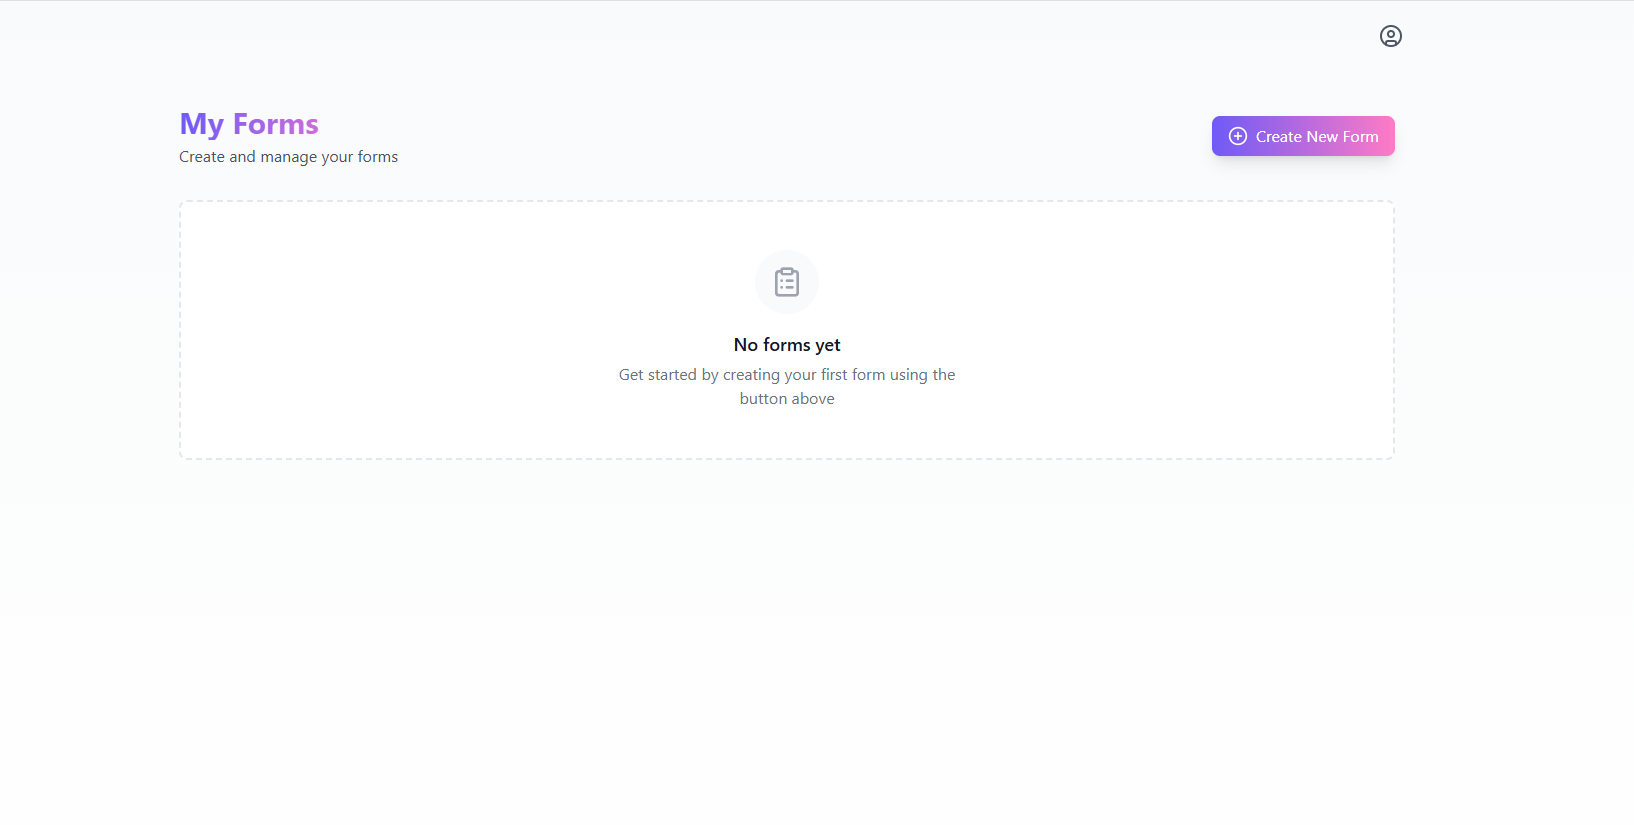 My Forms
Create and manage your forms
Create New Form
No forms yet
Get started by creating your first form using the
button above